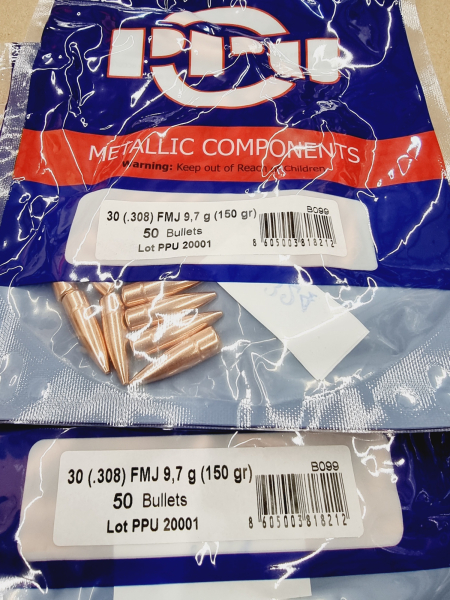 PPU
METALLIC COMPONENTS
Warning: Keep out of Reach of Children
30 (.308) FMJ 9,7 g (150 gr)
50 Bullets
Lot PPU 20001
B099
8 605003 818212
30 (.308) FMJ 9,7 g (150 gr)
50 Bullets
Lot PPU 20001
B099
8 605003 818212